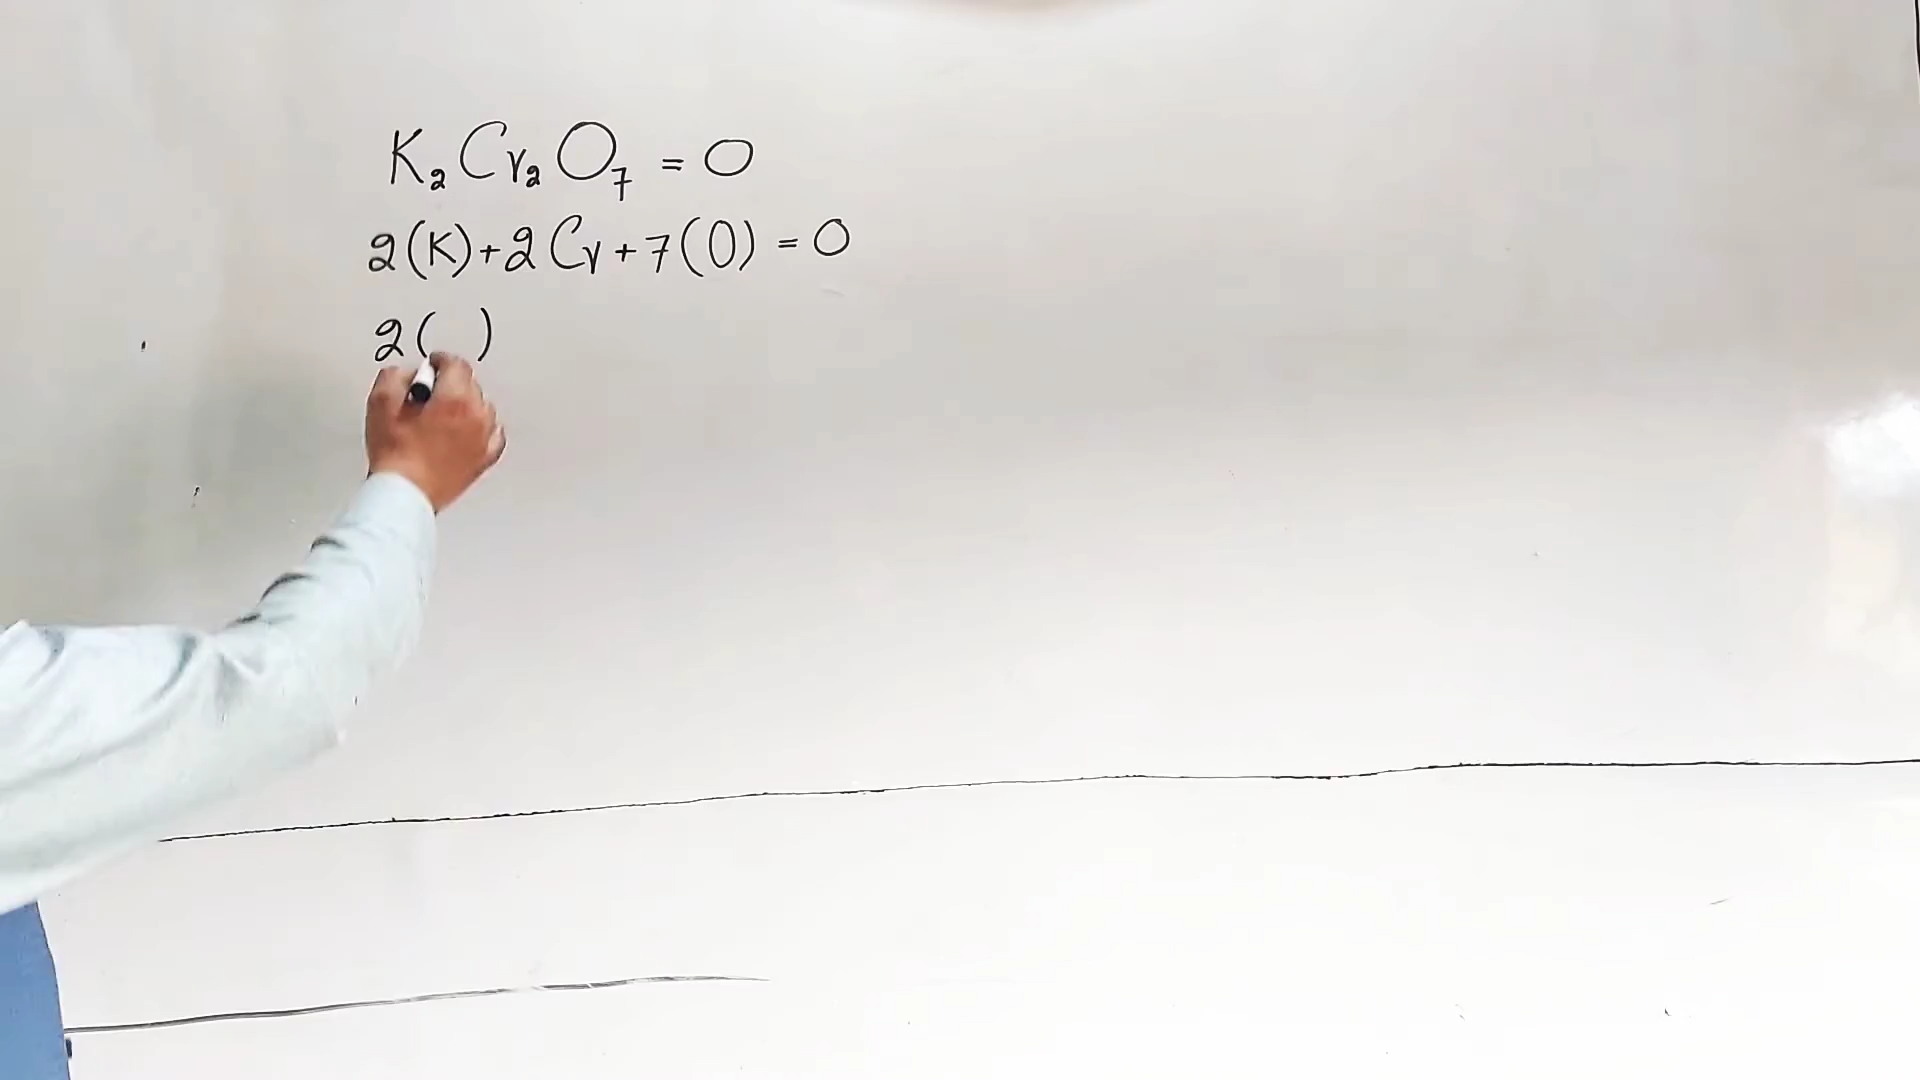 K₂Cr₂O₇ = 0
2(K)+2Cr+7(O) = 0
2( )